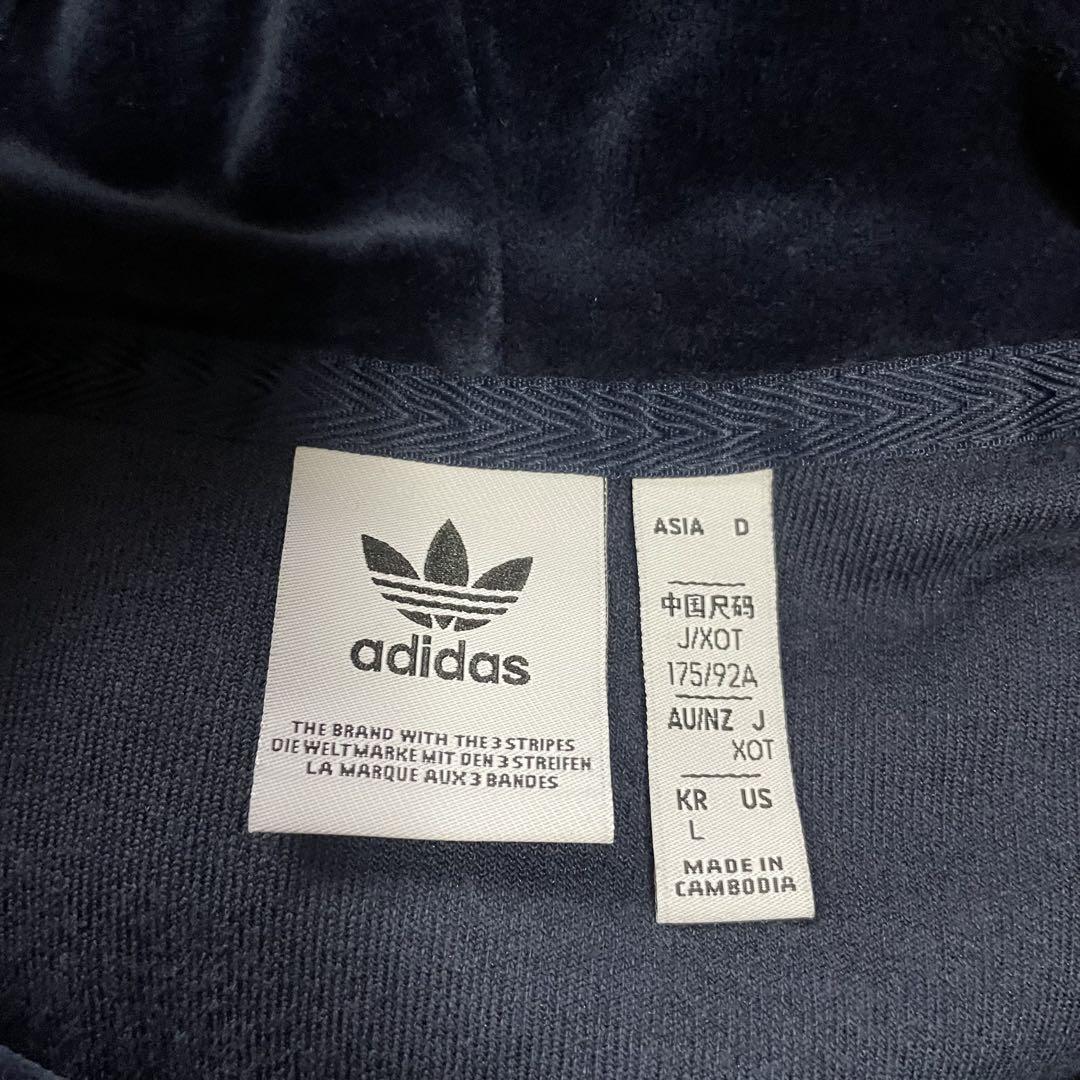 adidas
THE BRAND WITH THE 3 STRIPES
DIE WELTMARKE MIT DEN 3 STREIFEN
LA MARQUE AUX 3 BANDES
ASIA D
中国尺码
J/XOT
175/92A
AU/NZ J
XOT
KR US
L
MADE IN
CAMBODIA